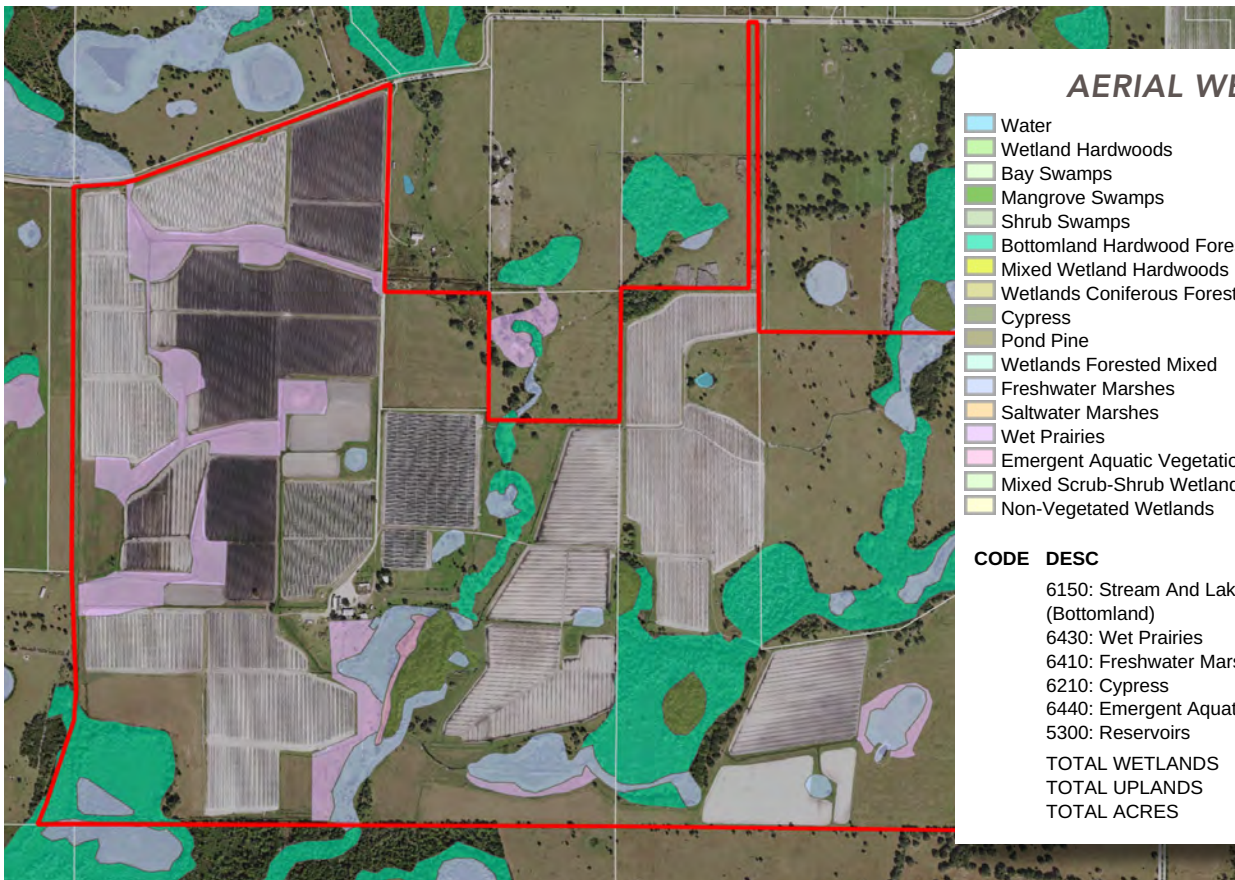 AERIAL WE
Water
Wetland Hardwoods
Bay Swamps
Mangrove Swamps
Shrub Swamps
Bottomland Hardwood Fore
Mixed Wetland Hardwoods
Wetlands Coniferous Forest
Cypress
Pond Pine
Wetlands Forested Mixed
Freshwater Marshes
Saltwater Marshes
Wet Prairies
Emergent Aquatic Vegetatio
Mixed Scrub-Shrub Wetland
Non-Vegetated Wetlands
CODE DESC
6150: Stream And Lak
(Bottomland)
6430: Wet Prairies
6410: Freshwater Mars
6210: Cypress
6440: Emergent Aquat
5300: Reservoirs
TOTAL WETLANDS
TOTAL UPLANDS
TOTAL ACRES